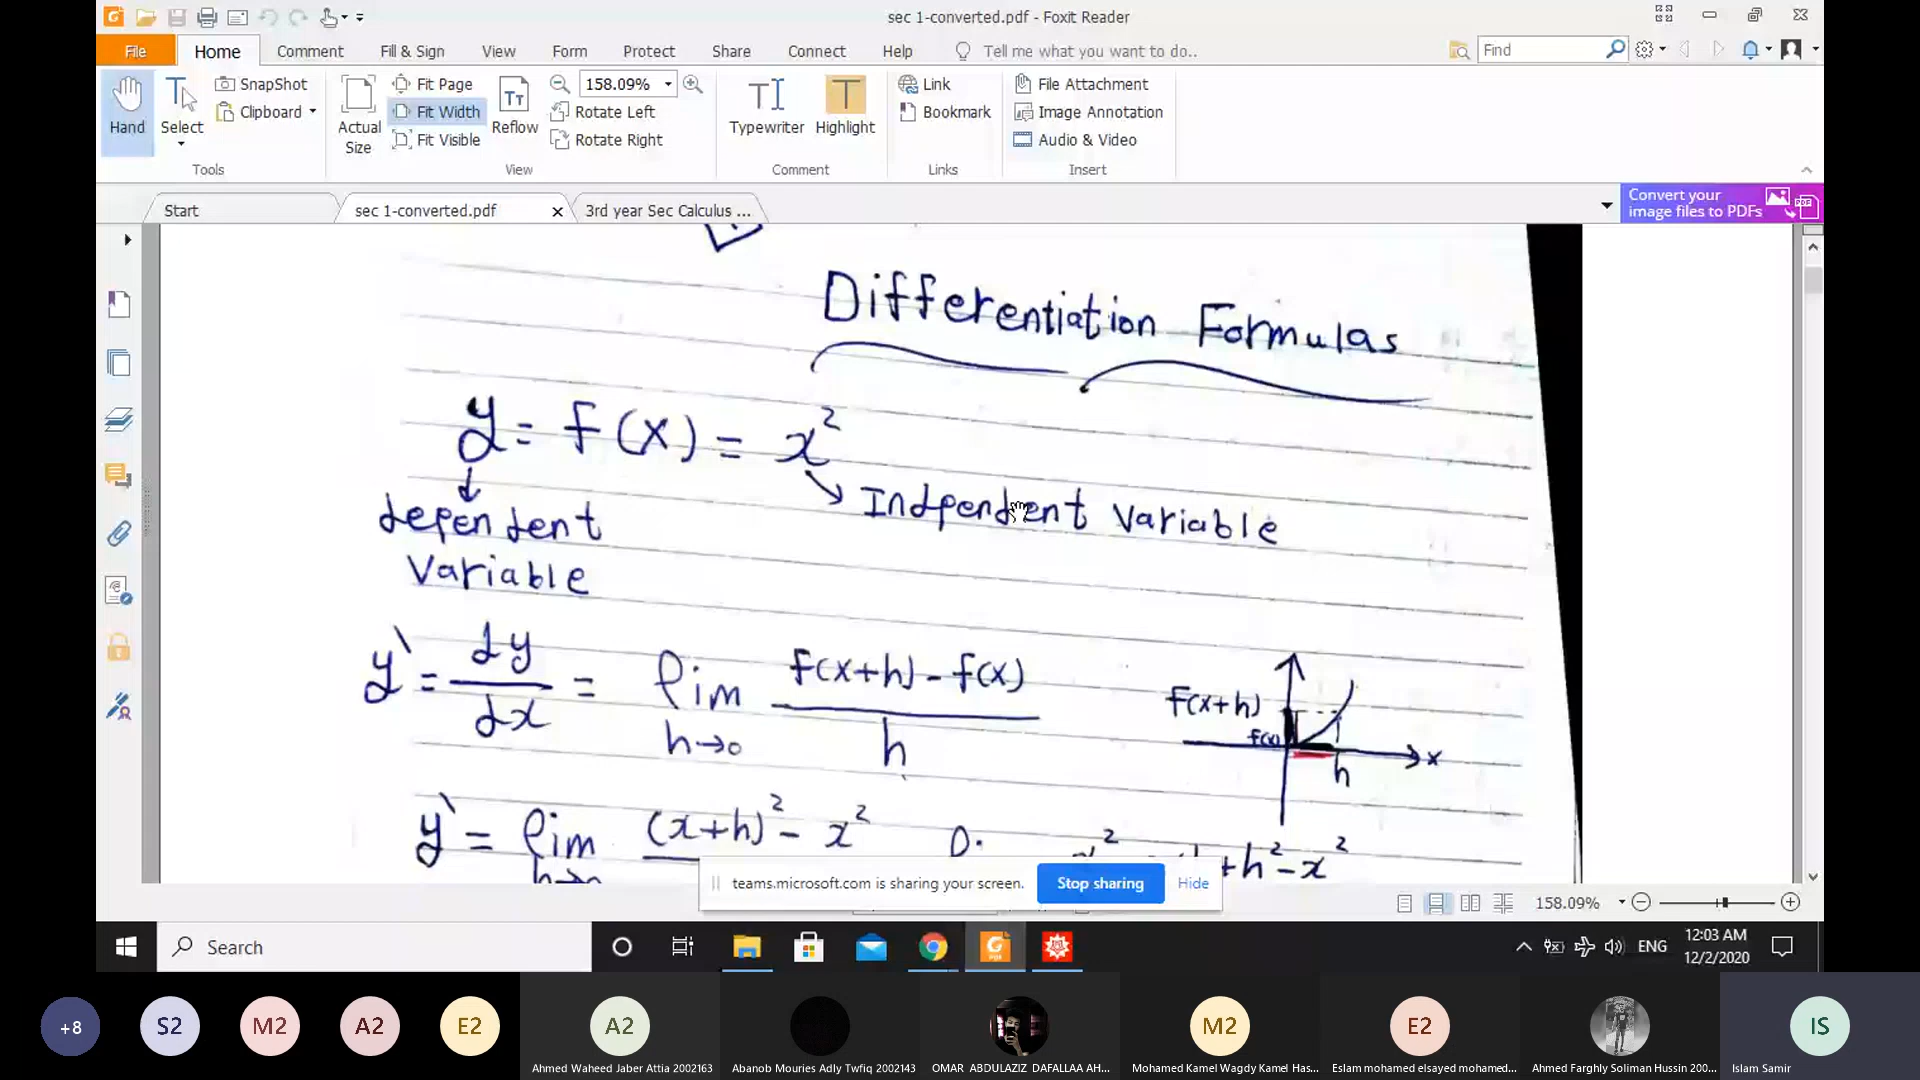 sec 1-converted.pdf - Foxit Reader
File Home Comment Fill & Sign View Form Protect Share Connect Help Tell me what you want to do.. Find
Hand
Select
SnapShot
Clipboard
Tools
Actual Size
Fit Page
Fit Width
Fit Visible
Reflow
158.09%
Rotate Left
Rotate Right
View
Typewriter
Highlight
Comment
Link
Bookmark
Links
File Attachment
Image Annotation
Audio & Video
Insert
Start
sec 1-converted.pdf
3rd year Sec Calculus ...
Convert your
image files to PDFs
Differentiation Formulas
y = f(x) = x²
dependent
Variable
Indpendent Variable
y` = dy/dx = lim h→0 f(x+h) - f(x) / h
f(x+h)
f(x)
x
h
y` = lim (x+h)² - x²
+h² - x²
teams.microsoft.com is sharing your screen. Stop sharing Hide
158.09%
Search
ENG
12:03 AM
12/2/2020
+8 S2 M2 A2 E2 A2 M2 E2 IS
Ahmed Waheed Jaber Attia 2002163
Abanob Mouries Adly Twfiq 2002143
OMAR ABDULAZIZ DAFALLAA AH...
Mohamed Kamel Wagdy Kamel Has...
Eslam mohamed elsayed mohamed...
Ahmed Farghly Soliman Hussin 200...
Islam Samir